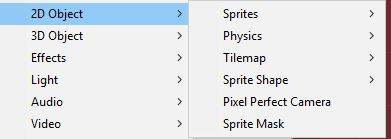 2D Object
3D Object
Effects
Light
Audio
Video
Sprites
Physics
Tilemap
Sprite Shape
Pixel Perfect Camera
Sprite Mask